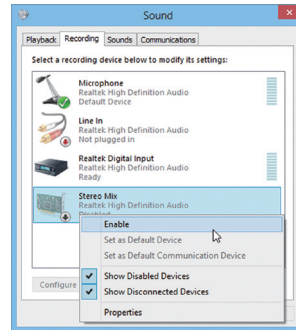 Sound
Playback Recording Sounds Communications
Select a recording device below to modify its settings:
Microphone
Realtek High Definition Audio
Default Device
Line In
Realtek High Definition Audio
Not plugged in
Realtek Digital Input
Realtek High Definition Audio
Ready
Stereo Mix
Realtek High Definition Audio
Disabled
Enable
Set as Default Device
Set as Default Communication Device
Show Disabled Devices
Show Disconnected Devices
Properties
Configure